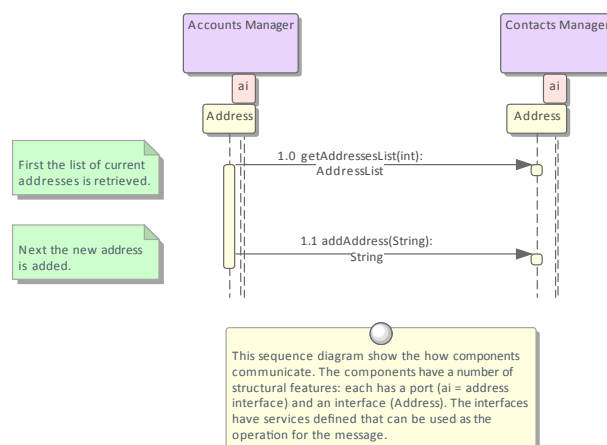 Accounts Manager
Contacts Manager
ai
ai
Address
Address
First the list of current
addresses is retrieved.
1.0 getAddressesList(int):
AddressList
Next the new address
is added.
1.1 addAddress(String):
String
This sequence diagram show the how components
communicate. The components have a number of
structural features: each has a port (ai = address
interface) and an interface (Address). The interfaces
have services defined that can be used as the
operation for the message.